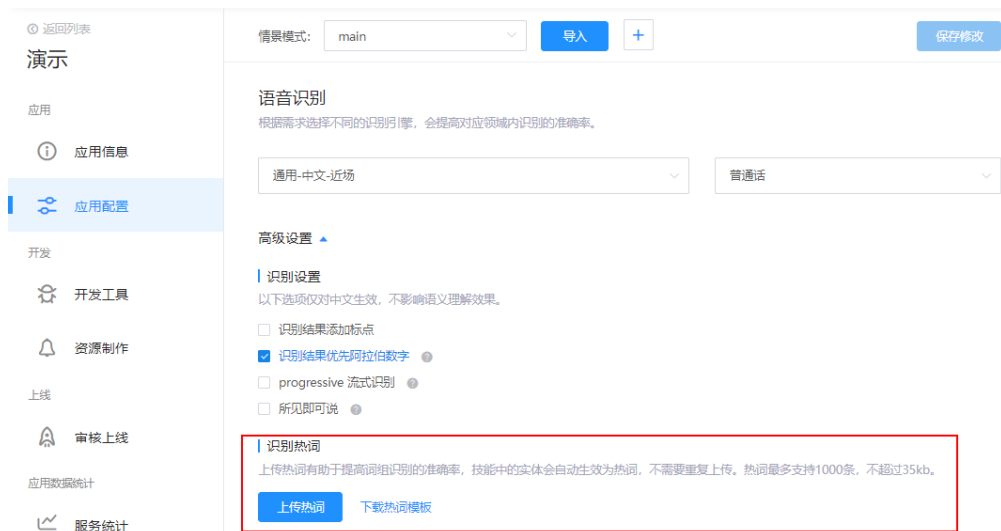 返回列表
演示
应用
应用信息
应用配置
开发
开发工具
资源制作
上线
审核上线
应用数据统计
服务统计
情景模式: main 导入 + 保存修改
语音识别
根据需求选择不同的识别引擎，会提高对应领域内识别的准确率。
通用-中文-近场 普通话
高级设置
识别设置
以下选项仅对中文生效，不影响语义理解效果。
识别结果添加标点
识别结果优先阿拉伯数字 ?
progressive 流式识别 ?
所见即可说 ?
识别热词
上传热词有助于提高词组识别的准确率，技能中的实体会自动生效为热词，不需要重复上传。热词最多支持1000条，不超过35kb。
上传热词 下载热词模板